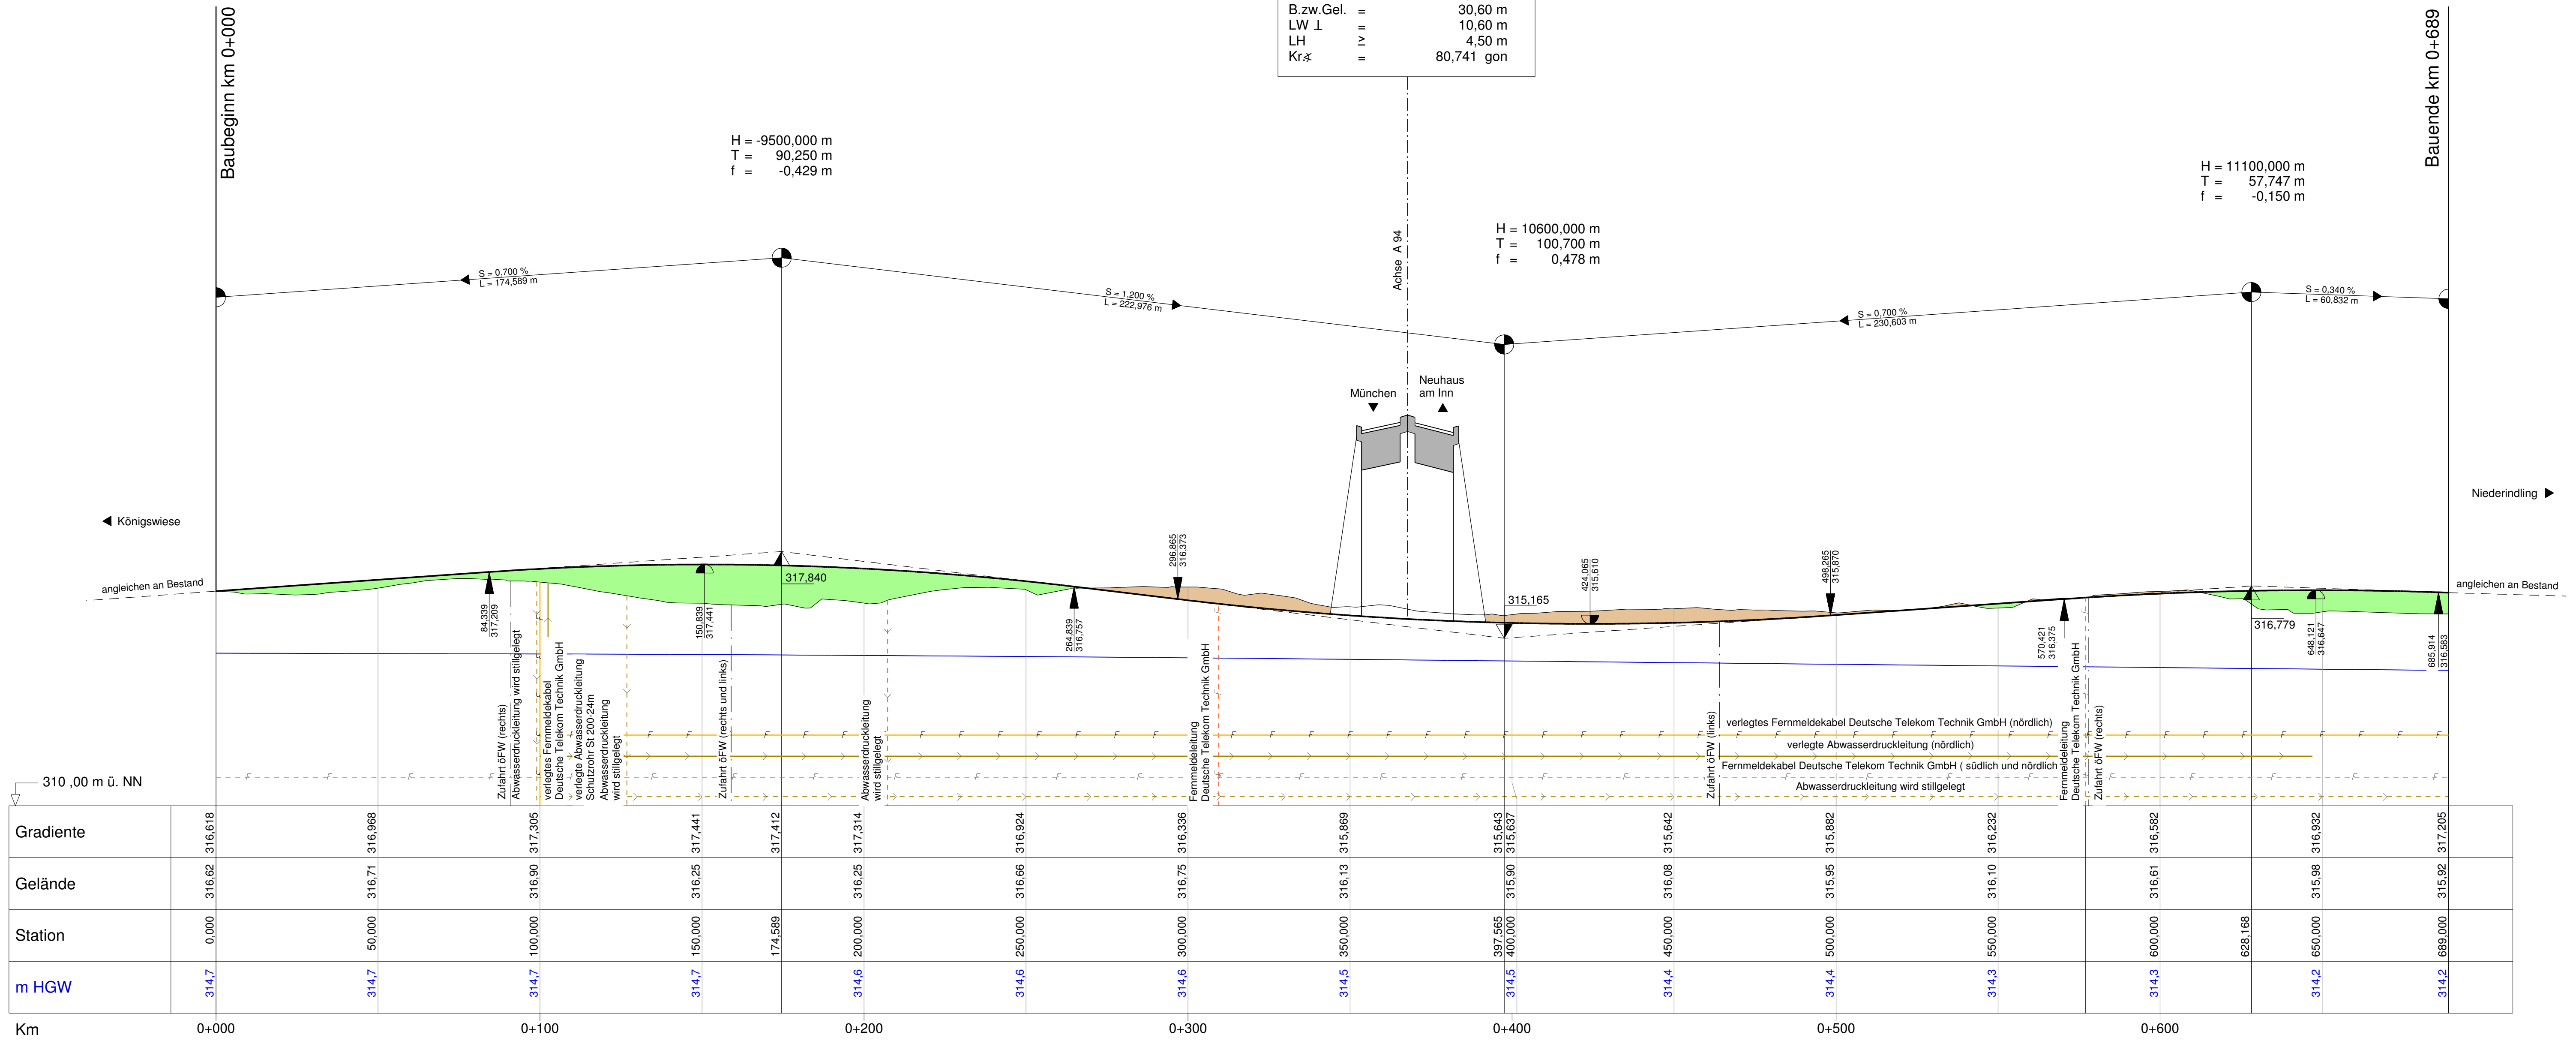 B.zw.Gel. = 30,60 m
LW ⊥ = 10,60 m
LH ≥ 4,50 m
Kr∡ = 80,741 gon
Baubeginn km 0+000
Bauende km 0+689
H = -9500,000 m
T = 90,250 m
f = -0,429 m
H = 11100,000 m
T = 57,747 m
f = -0,150 m
H = 10600,000 m
T = 100,700 m
f = 0,478 m
Achse A 94
S = 0,700 %
L = 174,589 m
S = 1,200 %
L = 222,976 m
S = 0,700 %
L = 230,603 m
S = 0,340 %
L = 60,832 m
München
Neuhaus
am Inn
Königswiese
Niederindling
angleichen an Bestand
angleichen an Bestand
84,339
317,209
150,839
317,441
317,840
264,839
316,757
296,865
316,373
315,165
424,065
315,610
498,265
315,870
570,421
316,375
316,779
648,121
316,647
685,914
316,583
Zufahrt öFW (rechts)
Abwasserdruckleitung wird stillgelegt
verlegtes Fernmeldekabel
Deutsche Telekom Technik GmbH
verlegte Abwasserdruckleitung
Schutzrohr St 200-24m
Abwasserdruckleitung
wird stillgelegt
Zufahrt öFW (rechts und links)
Abwasserdruckleitung
wird stillgelegt
Fernmeldeleitung
Deutsche Telekom Technik GmbH
Zufahrt öFW (links)
verlegtes Fernmeldekabel Deutsche Telekom Technik GmbH (nördlich)
verlegte Abwasserdruckleitung (nördlich)
Fernmeldekabel Deutsche Telekom Technik GmbH ( südlich und nördlich
Abwasserdruckleitung wird stillgelegt
Fernmeldeleitung
Deutsche Telekom Technik GmbH
Zufahrt öFW (rechts)
310 ,00 m ü. NN
Gradiente 316,618 316,968 317,305 317,441 317,412 317,314 316,924 316,336 315,869 315,643 315,637 315,642 315,882 316,232 316,582 316,932 317,205
Gelände 316,62 316,71 316,90 316,25 316,25 316,66 316,75 316,13 315,90 316,08 315,95 316,10 316,61 315,98 315,92
Station 0,000 50,000 100,000 150,000 174,589 200,000 250,000 300,000 350,000 397,565 400,000 450,000 500,000 550,000 600,000 628,168 650,000 689,000
m HGW 314,7 314,7 314,7 314,7 314,6 314,6 314,6 314,5 314,5 314,4 314,4 314,3 314,3 314,2 314,2
Km 0+000 0+100 0+200 0+300 0+400 0+500 0+600